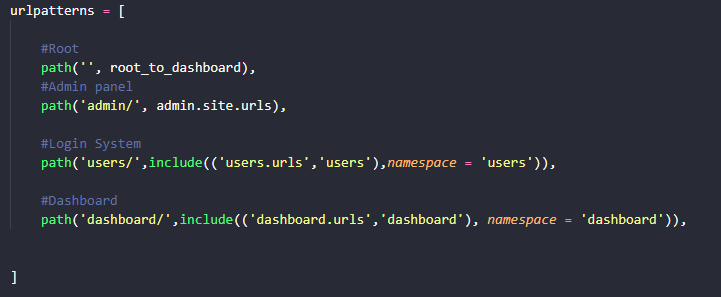 urlpatterns = [
#Root
path('', root_to_dashboard),
#Admin panel
path('admin/', admin.site.urls),
#Login System
path('users/',include(('users.urls','users'),namespace = 'users')),
#Dashboard
path('dashboard/',include(('dashboard.urls','dashboard'), namespace = 'dashboard')),
]